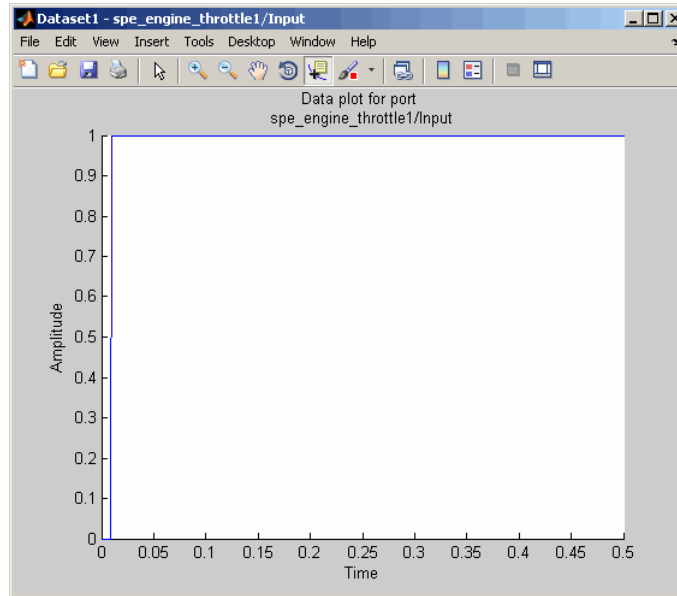 Dataset1 - spe_engine_throttle1/Input
File Edit View Insert Tools Desktop Window Help
Data plot for port
spe_engine_throttle1/Input
1
0.9
0.8
0.7
0.6
0.5
0.4
0.3
0.2
0.1
0
Amplitude
0 0.05 0.1 0.15 0.2 0.25 0.3 0.35 0.4 0.45 0.5
Time